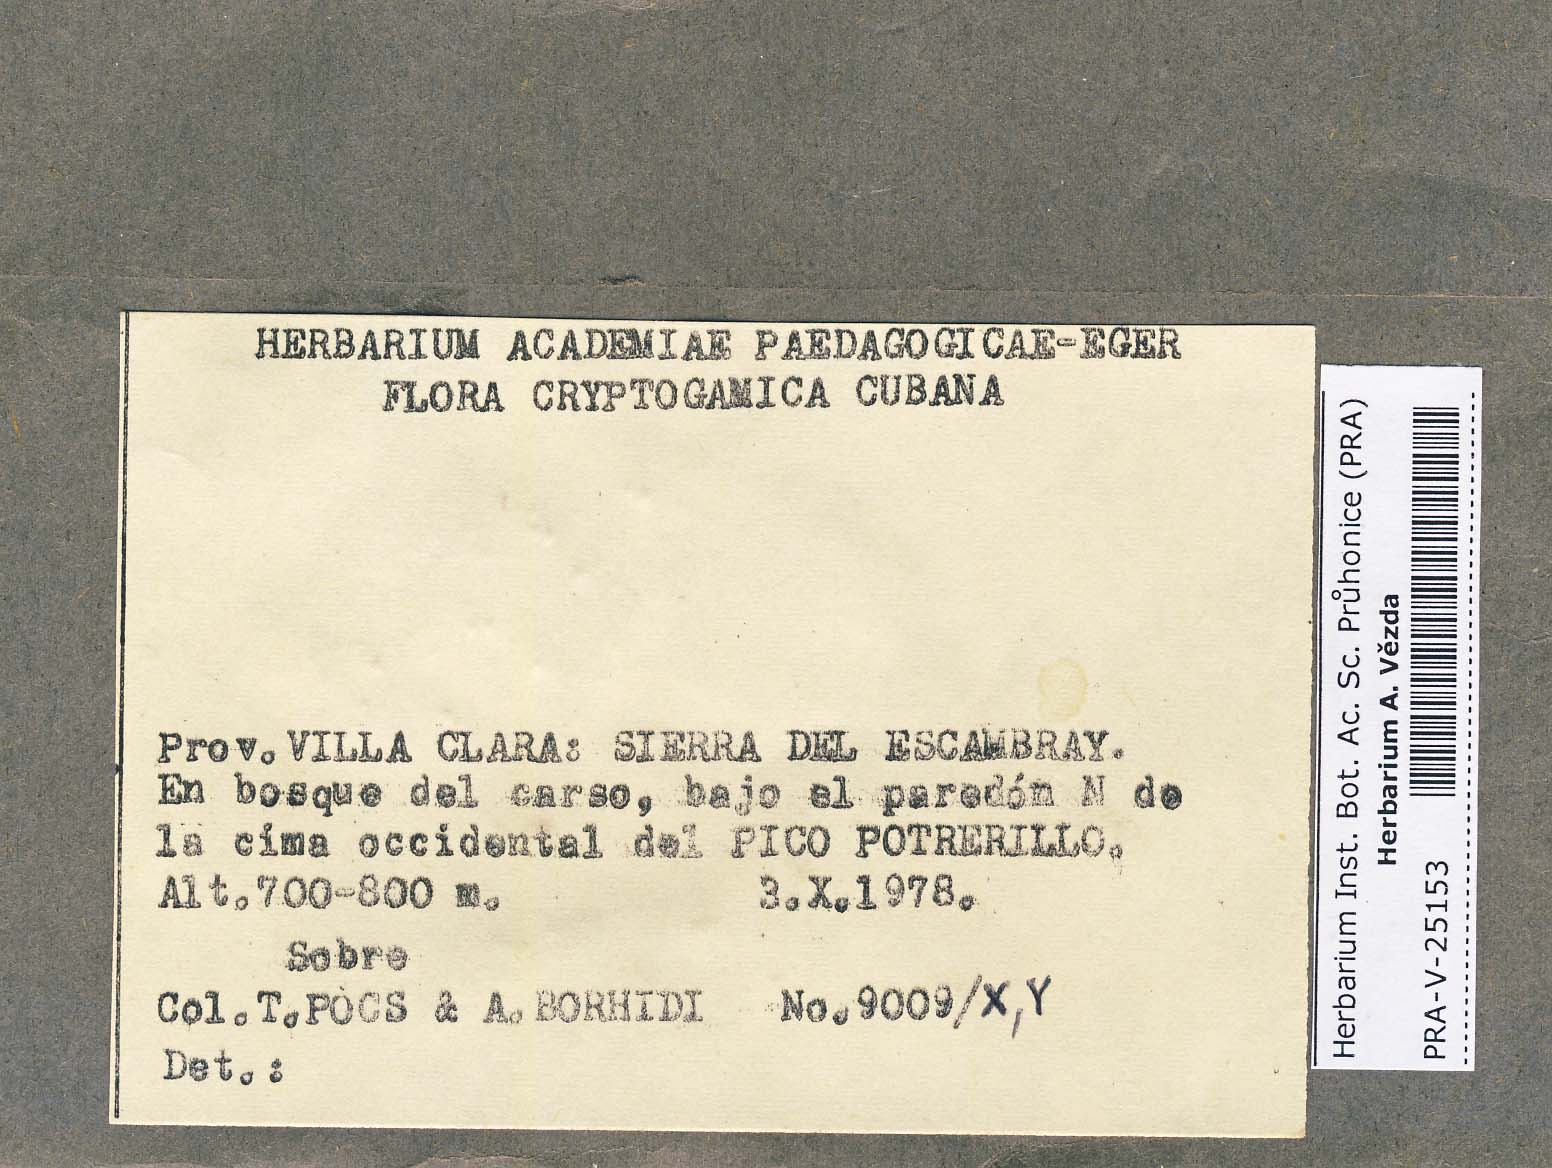 HERBARIUM ACADEMIAE PAEDAGOGICAE-EGER
FLORA CRYPTOGAMICA CUBANA
Prov. VILLA CLARA: SIERRA DEL ESCAMBRAY.
En bosque del carso, bajo el paredón N de
la cima occidental del PICO POTRERILLO.
Alt. 700-800 m. 3.X.1978.
Sobre
Col. T. PÓCS & A. BORHIDI No. 9009/X,Y
Det.:
Herbarium Inst. Bot. Ac. Sc. Průhonice (PRA)
Herbarium A. Vězda
PRA-V-25153